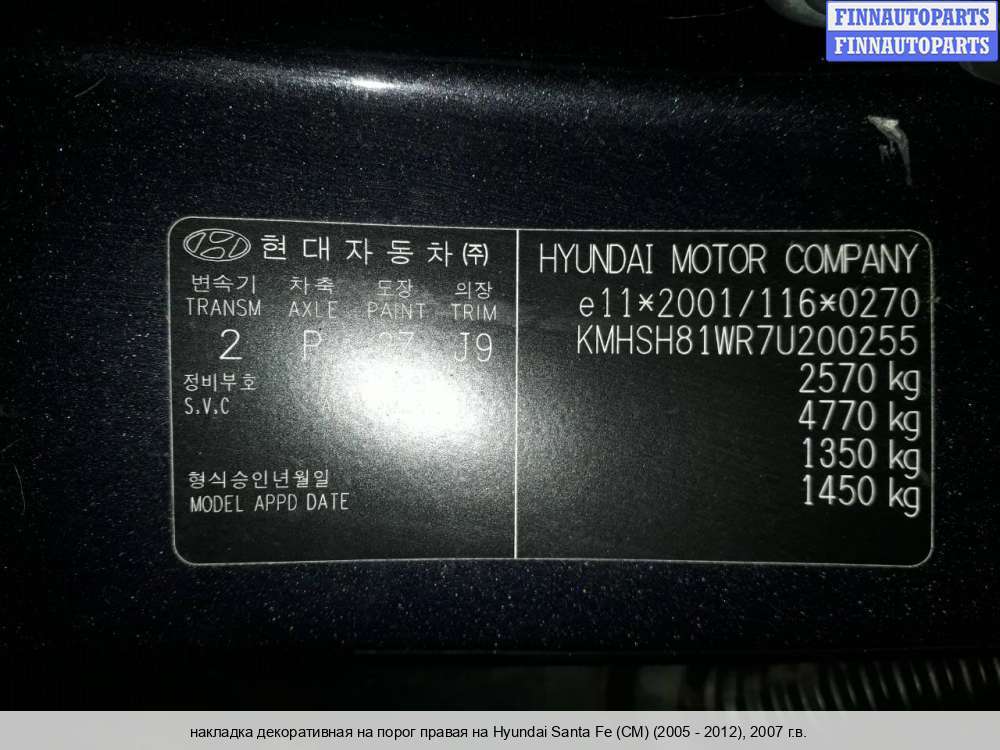 FINNAUTOPARTS
FINNAUTOPARTS
현대자동차(주)
변속기 차축 도장 의장
TRANSM AXLE PAINT TRIM
2 P 27 J9
정비부호
S.V.C
형식승인년월일
MODEL APPD DATE
HYUNDAI MOTOR COMPANY
e11*2001/116*0270
KMHSH81WR7U200255
2570 kg
4770 kg
1350 kg
1450 kg
накладка декоративная на порог правая на Hyundai Santa Fe (CM) (2005 - 2012), 2007 г.в.